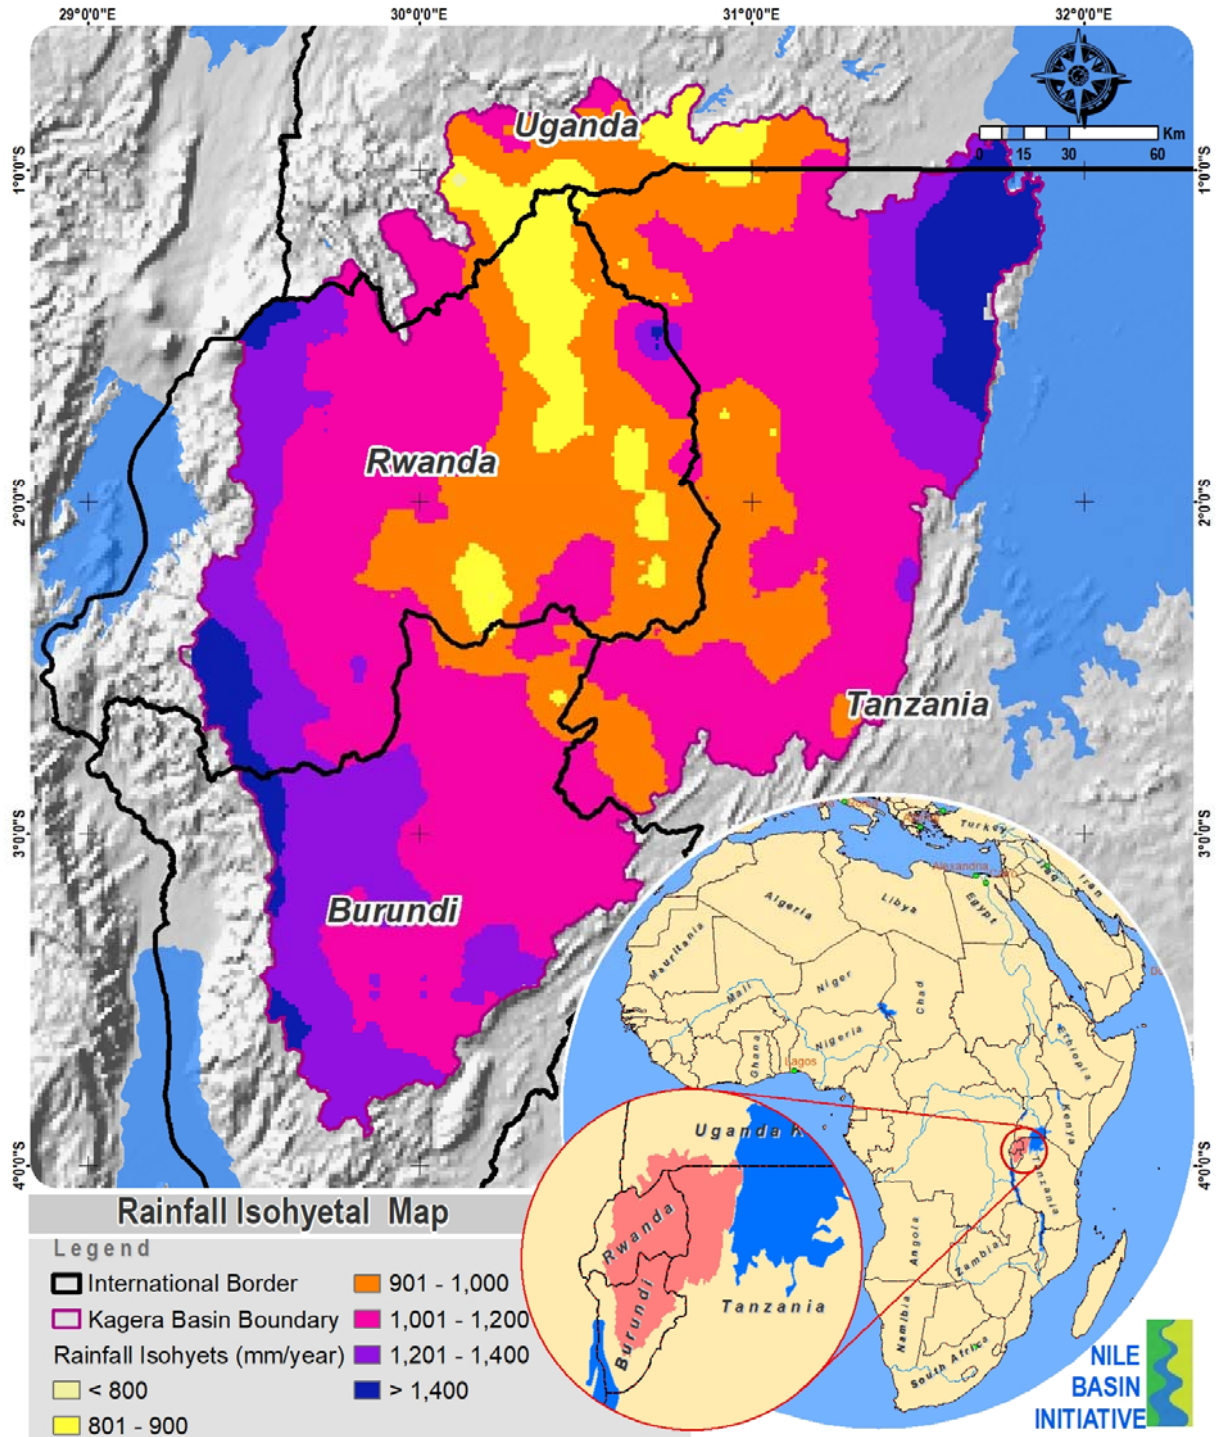 29°0'0"E 30°0'0"E 31°0'0"E 32°0'0"E
Uganda
Km
0 15 30 60
1°0'0"S 1°0'0"S
Rwanda
2°0'0"S 2°0'0"S
Tanzania
3°0'0"S 3°0'0"S
Burundi
4°0'0"S 4°0'0"S
Turkey
Alexandria
Iraq
Iran
Algeria
Libya
Egypt
Mauritania
Mali
Niger
Chad
Nigeria
Ghana
Lagos
Ethiopia
Kenya
Tanzania
Angola
Zambia
Namibia
South Africa
Uganda K
Rwanda
Burundi
Tanzania
Rainfall Isohyetal Map
Legend
International Border
Kagera Basin Boundary
Rainfall Isohyets (mm/year)
< 800
801 - 900
901 - 1,000
1,001 - 1,200
1,201 - 1,400
> 1,400
NILE
BASIN
INITIATIVE